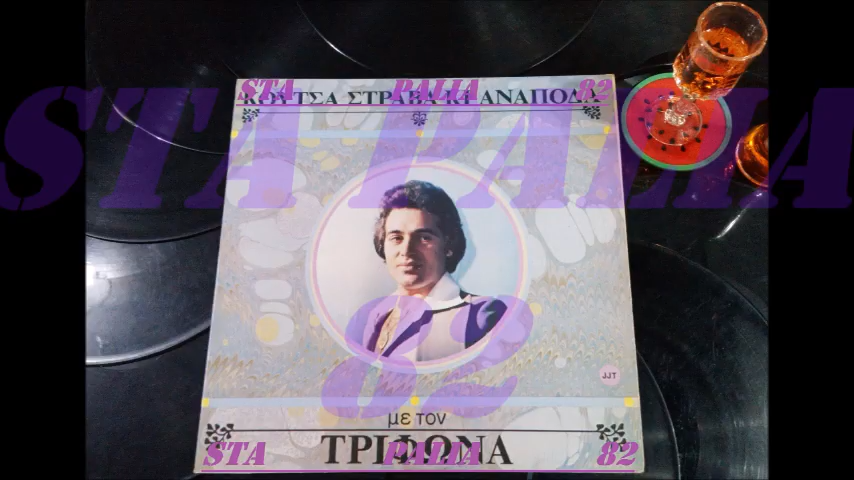 STA PALIA 82
ΚΟΥΤΣΑ ΣΤΡΑΒΑ ΚΙ ΑΝΑΠΟΔΑ
STA PALIA
82
JJT
με τον
ΤΡΙΦΩΝΑ
STA PALIA 82